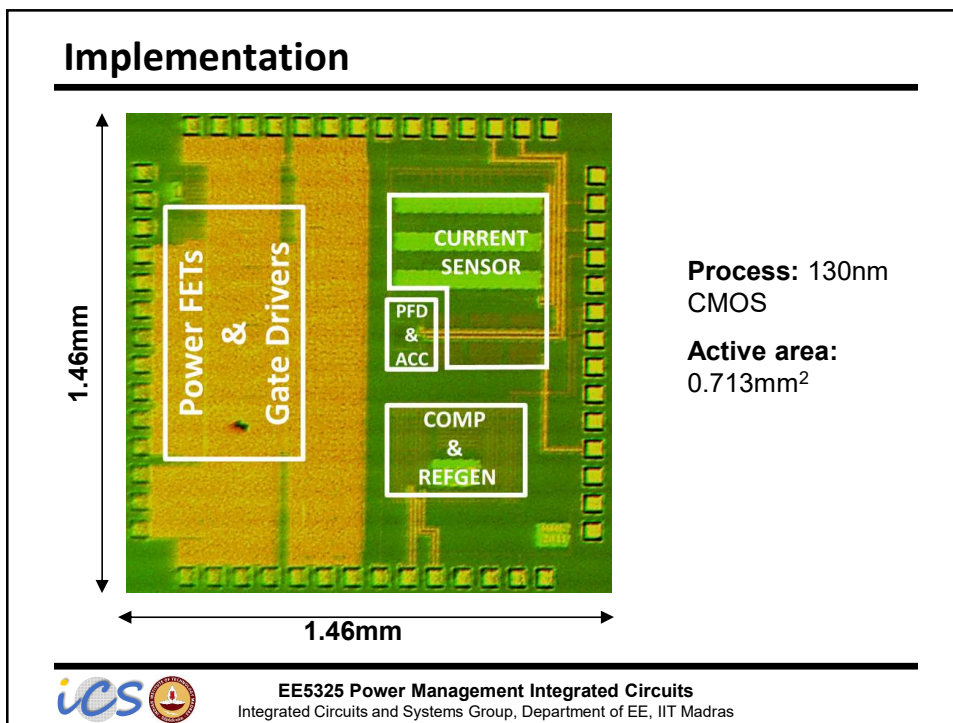 Implementation
1.46mm
Power FETs
&
Gate Drivers
CURRENT
SENSOR
PFD
&
ACC
COMP
&
REFGEN
Process: 130nm
CMOS
Active area:
0.713mm²
1.46mm
iCS
EE5325 Power Management Integrated Circuits
Integrated Circuits and Systems Group, Department of EE, IIT Madras